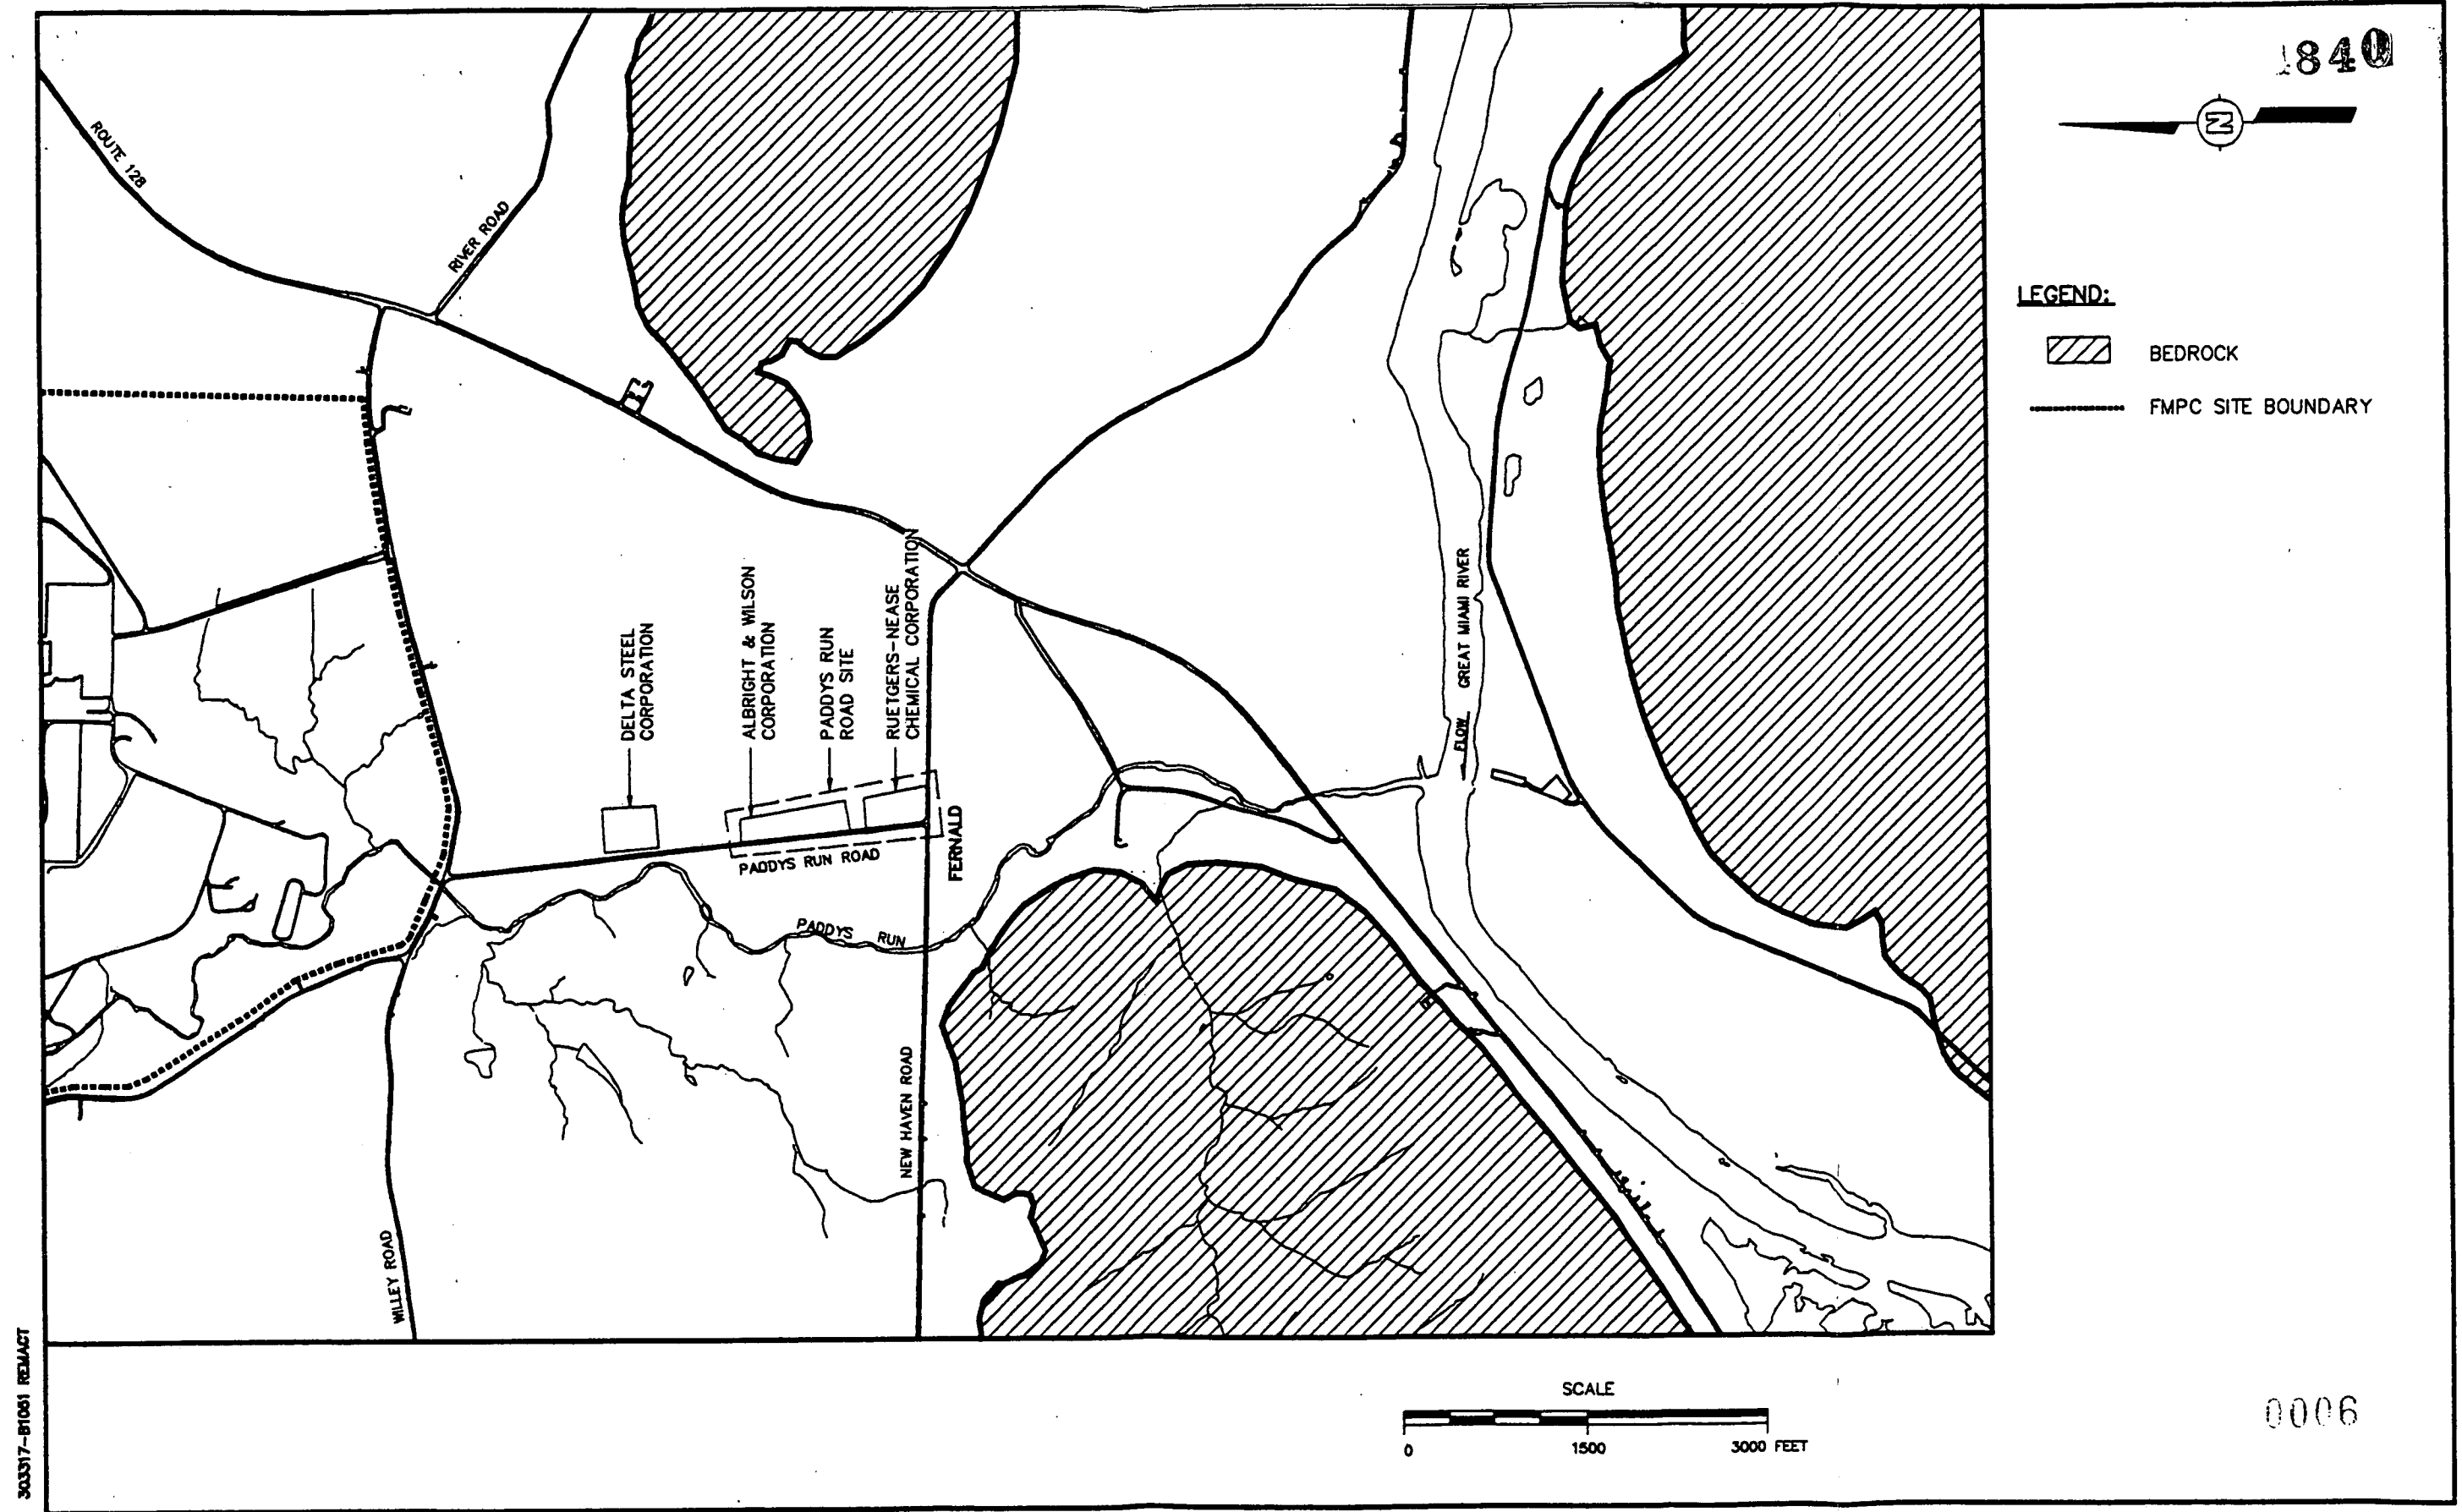 1840
N
LEGEND:
BEDROCK
FMPC SITE BOUNDARY
ROUTE 128
RIVER ROAD
DELTA STEEL
CORPORATION
ALBRIGHT & WILSON
CORPORATION
PADDYS RUN
ROAD SITE
RUETGERS-NEASE
CHEMICAL CORPORATION
GREAT MIAMI RIVER
FLOW
PADDYS RUN ROAD
FERNALD
PADDYS RUN
NEW HAVEN ROAD
WILLEY ROAD
303317-B1061 REMACT
SCALE
0
1500
3000 FEET
0006